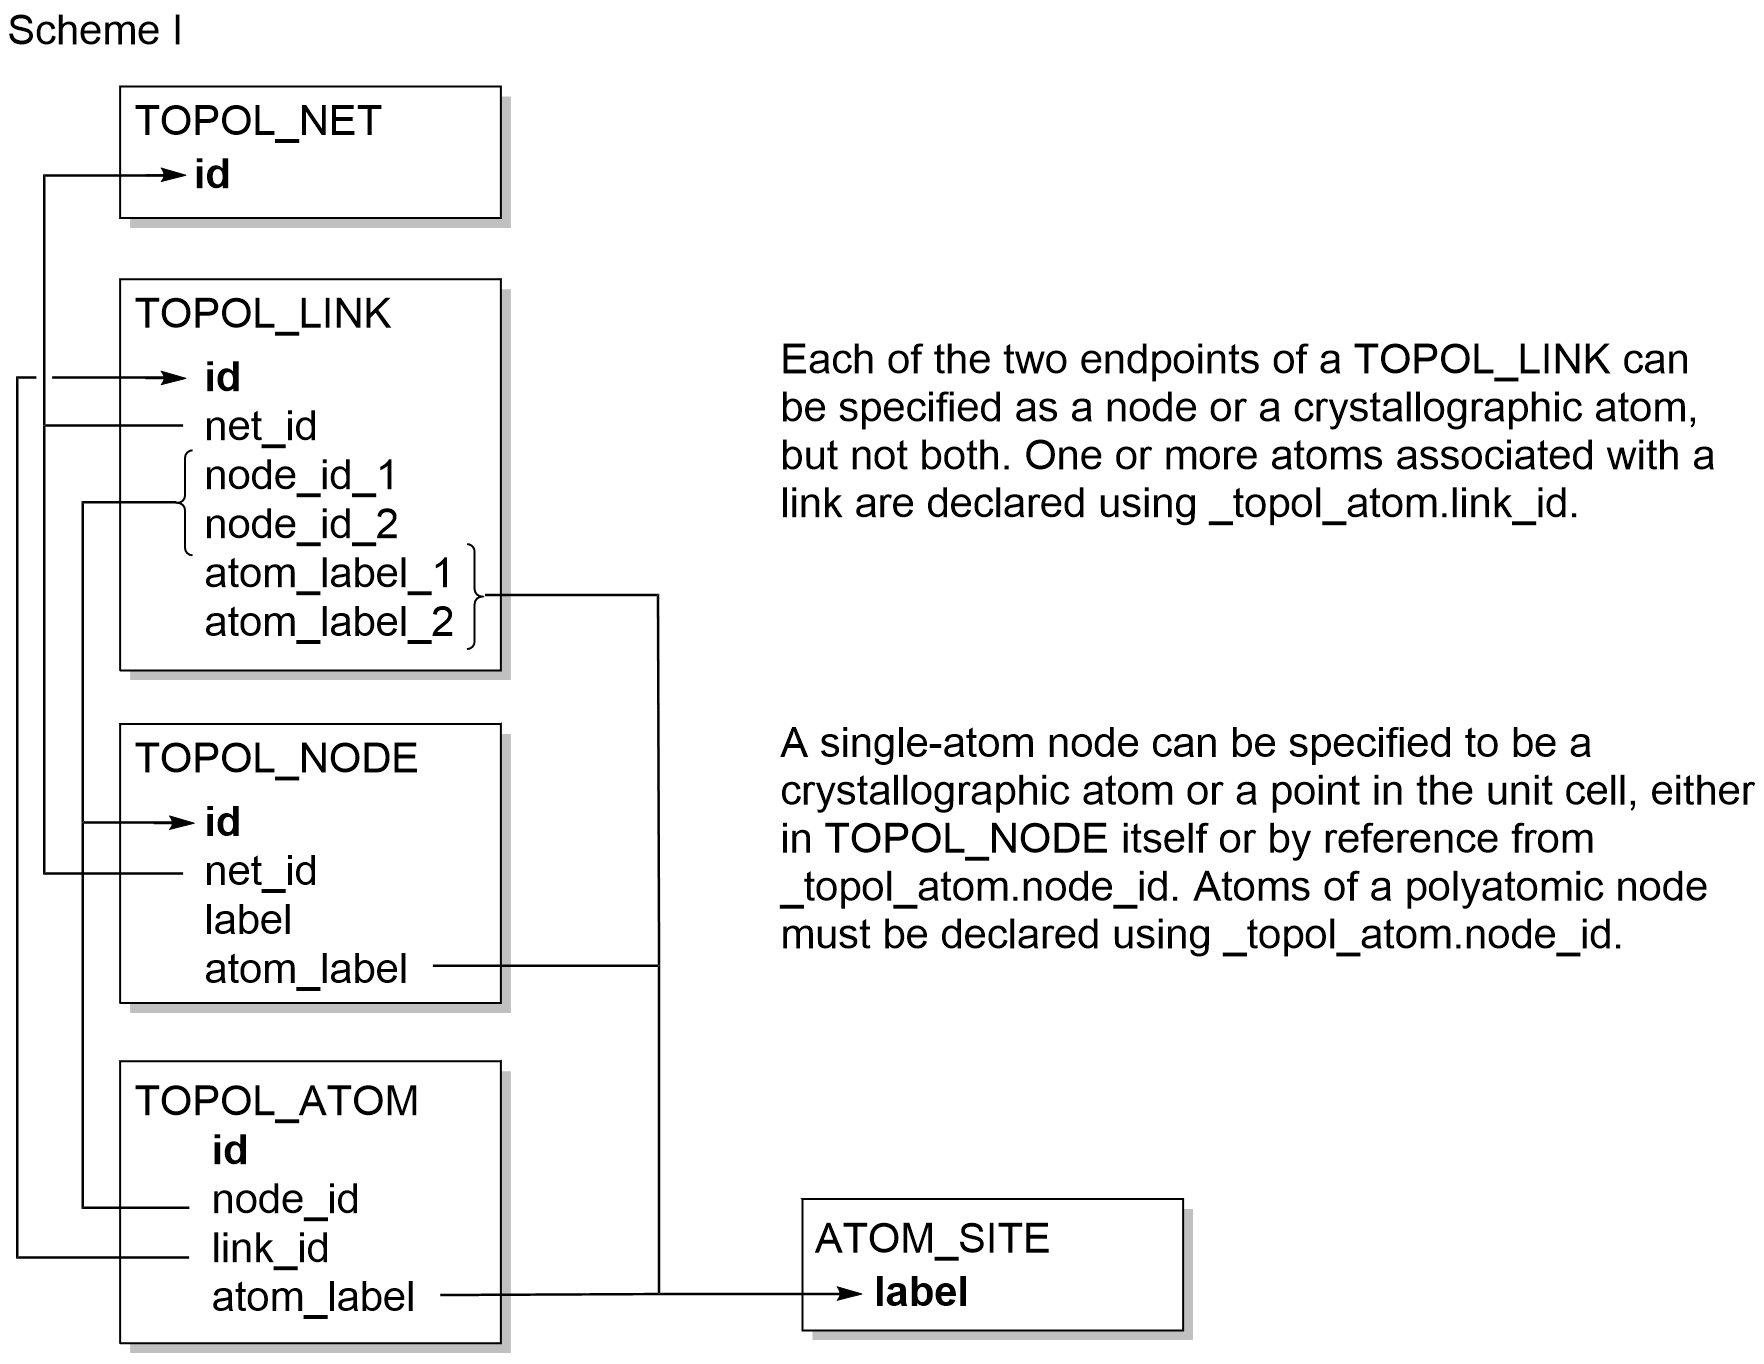 Scheme I
TOPOL_NET
id
TOPOL_LINK
id
net_id
node_id_1
node_id_2
atom_label_1
atom_label_2
Each of the two endpoints of a TOPOL_LINK can
be specified as a node or a crystallographic atom,
but not both. One or more atoms associated with a
link are declared using _topol_atom.link_id.
TOPOL_NODE
id
net_id
label
atom_label
A single-atom node can be specified to be a
crystallographic atom or a point in the unit cell, either
in TOPOL_NODE itself or by reference from
_topol_atom.node_id. Atoms of a polyatomic node
must be declared using _topol_atom.node_id.
TOPOL_ATOM
id
node_id
link_id
atom_label
ATOM_SITE
label